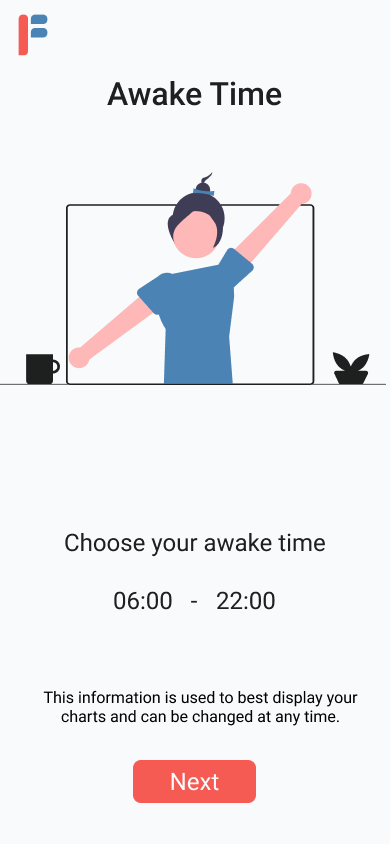 Awake Time
Choose your awake time
06:00 - 22:00
This information is used to best display your
charts and can be changed at any time.
Next